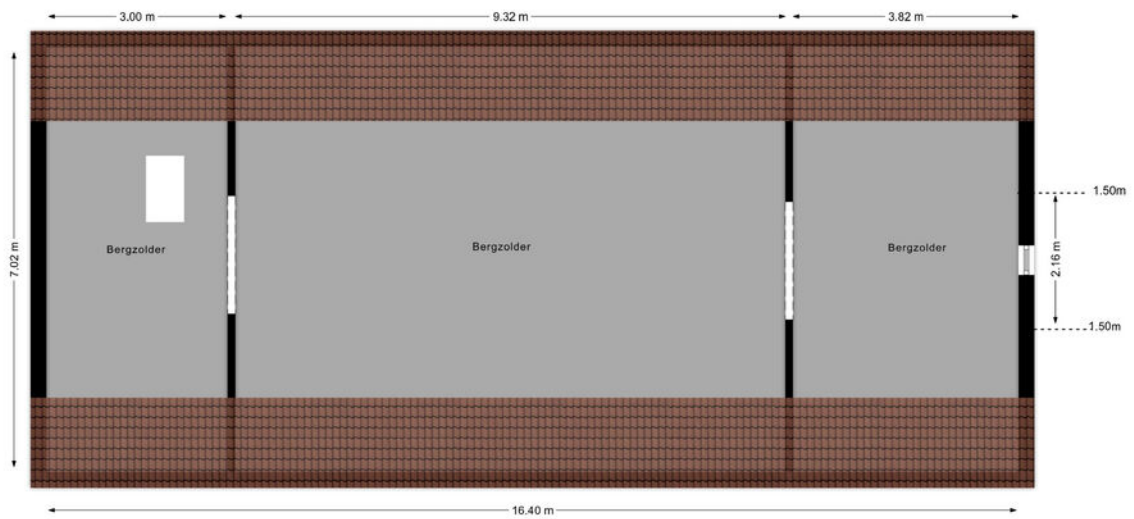 3.00 m
9.32 m
3.82 m
1.50m
Bergzolder
Bergzolder
Bergzolder
7.02 m
2.16 m
1.50m
16.40 m